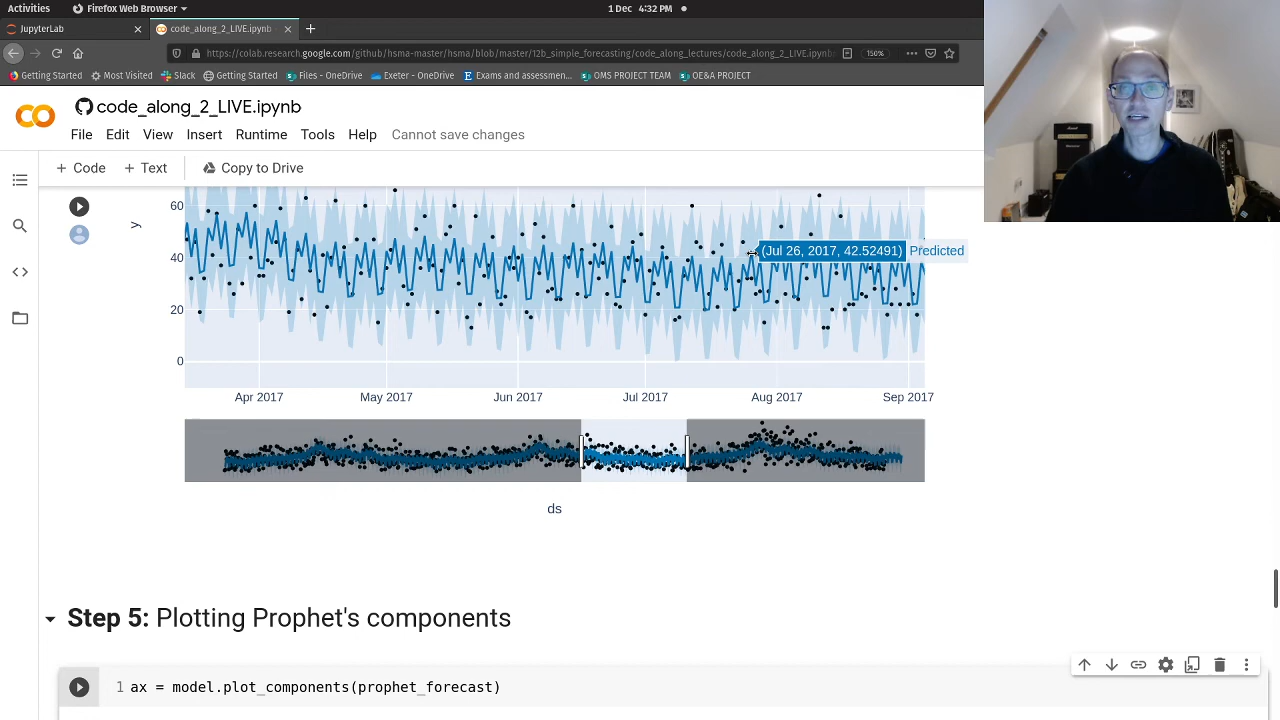 Activities
Firefox Web Browser
1 Dec 4:32 PM
JupyterLab
code_along_2_LIVE.ipynb
https://colab.research.google.com/github/hsma-master/hsma/blob/master/12b_simple_forecasting/code_along_lectures/code_along_2_LIVE.ipynb
150%
Getting Started
Most Visited
Slack
Getting Started
Files - OneDrive
Exeter - OneDrive
Exams and assessmen...
OMS PROJECT TEAM
OE&A PROJECT
code_along_2_LIVE.ipynb
File Edit View Insert Runtime Tools Help Cannot save changes
+ Code + Text Copy to Drive
60
y
40
20
0
(Jul 26, 2017, 42.52491) Predicted
Apr 2017 May 2017 Jun 2017 Jul 2017 Aug 2017 Sep 2017
ds
Step 5: Plotting Prophet's components
1 ax = model.plot_components(prophet_forecast)